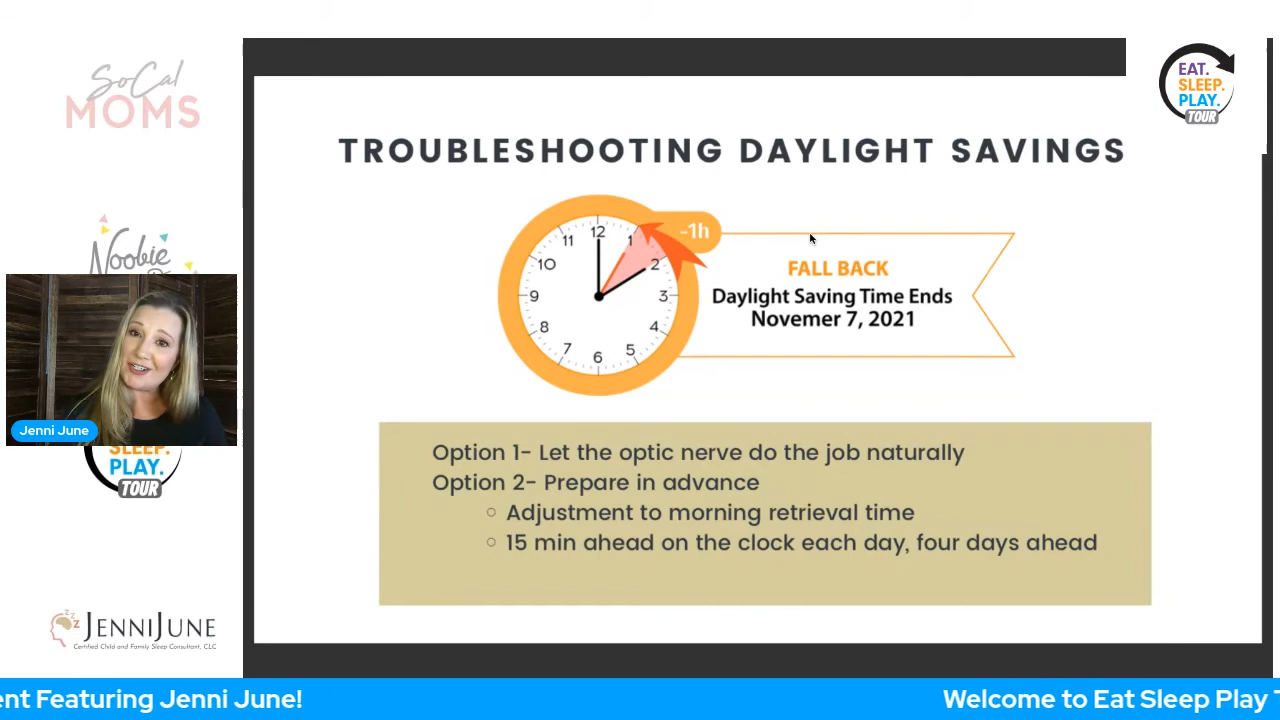 SoCal
MOMS
Noobie
Jenni June
SLEEP.
PLAY.
TOUR
JENNIJUNE
Certified Child and Family Sleep Consultant, CLC
EAT.
SLEEP.
PLAY.
TOUR
TROUBLESHOOTING DAYLIGHT SAVINGS
12
1
2
3
4
5
6
7
8
9
10
11
-1h
FALL BACK
Daylight Saving Time Ends
Novemer 7, 2021
Option 1- Let the optic nerve do the job naturally
Option 2- Prepare in advance
○ Adjustment to morning retrieval time
○ 15 min ahead on the clock each day, four days ahead
ent Featuring Jenni June!
Welcome to Eat Sleep Play T